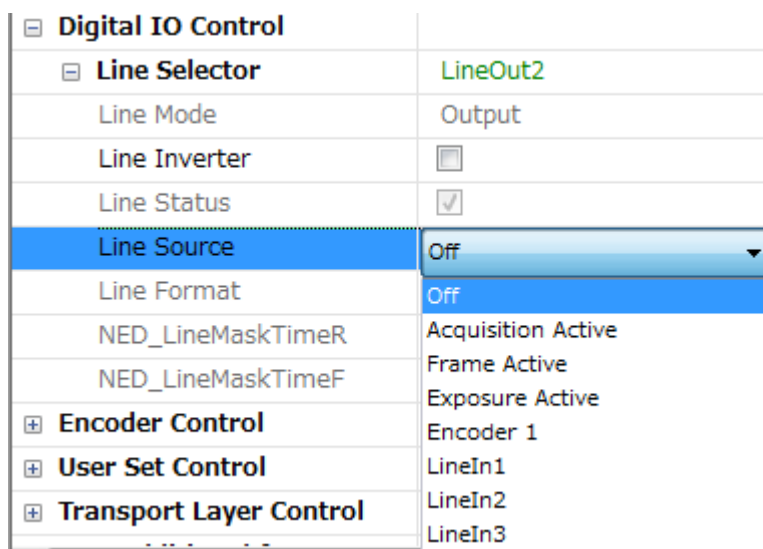 Digital IO Control
Line Selector LineOut2
Line Mode Output
Line Inverter
Line Status
Line Source Off
Line Format Off
NED_LineMaskTimeR Acquisition Active
Frame Active
NED_LineMaskTimeF Exposure Active
Encoder Control Encoder 1
User Set Control LineIn1
LineIn2
Transport Layer Control LineIn3